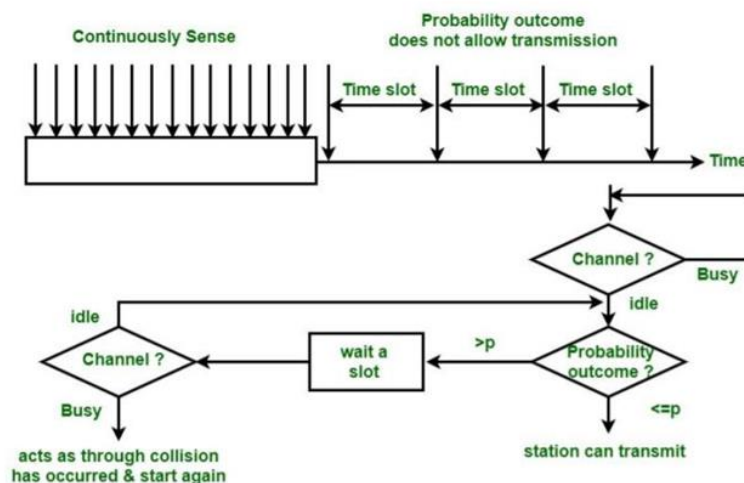 Continuously Sense
Probability outcome
does not allow transmission
Time slot
Time slot
Time slot
Time
Channel ?
Busy
idle
idle
Channel ?
wait a
slot
>p
Probability
outcome ?
Busy
<=p
acts as through collision
has occurred & start again
station can transmit